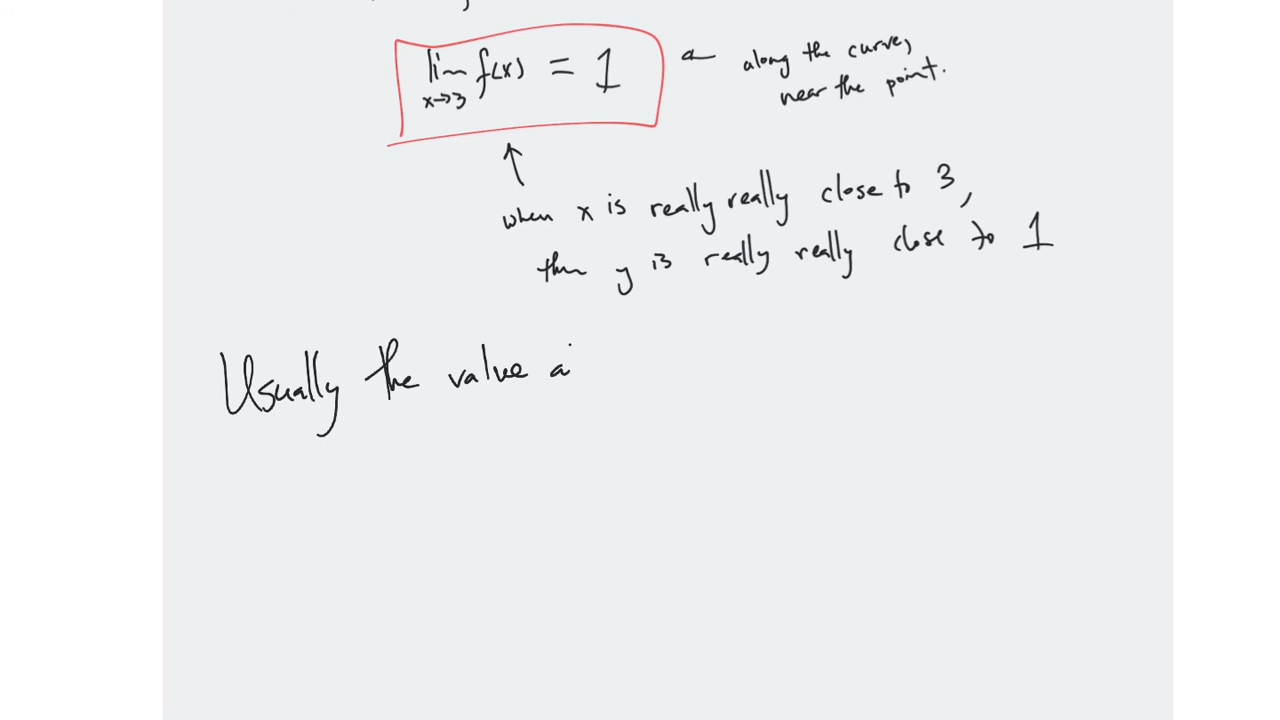 lim f(x) = 1 ← along the curve,
x→3 near the point.
↑
when x is really really close to 3,
then y is really really close to 1
Usually the value a